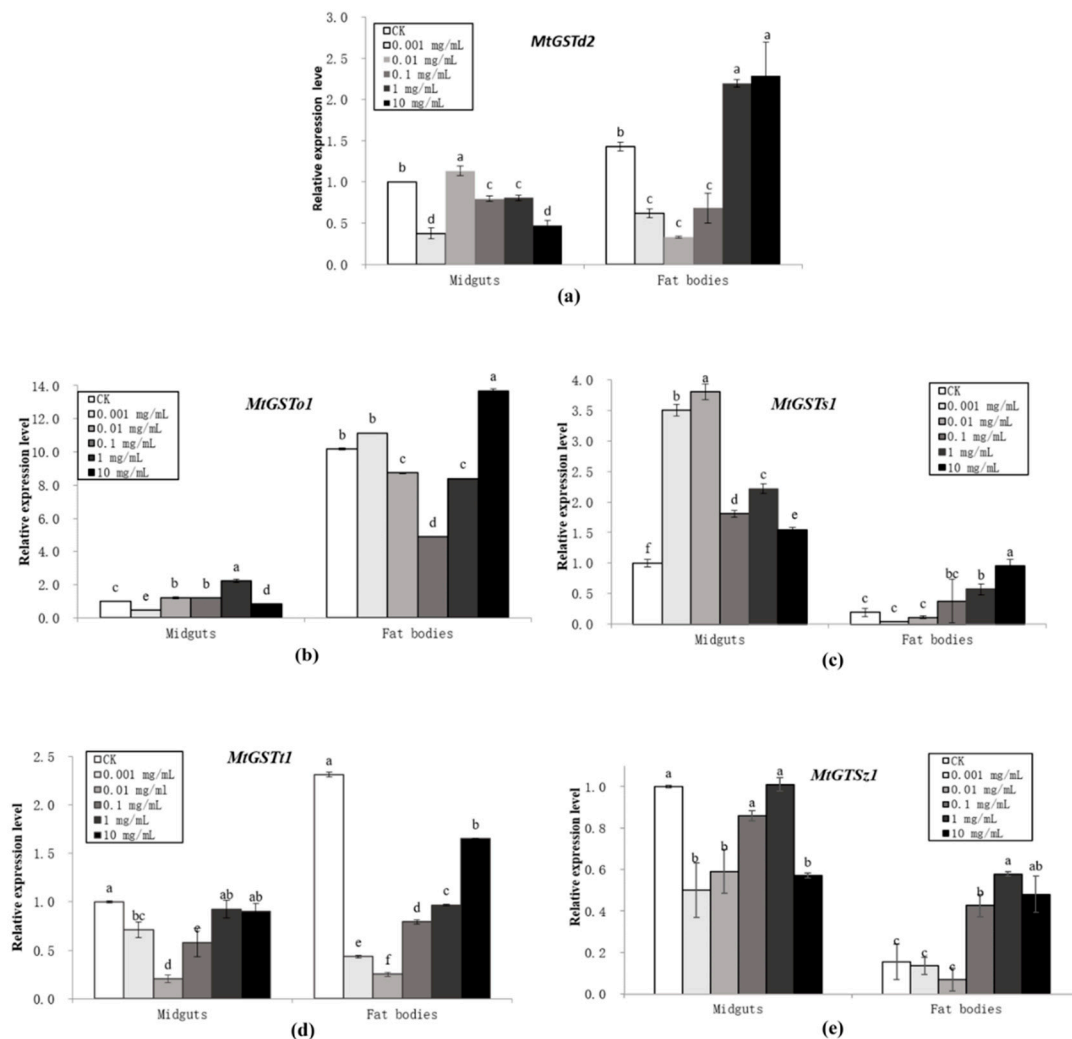 MtGSTd2
Relative expression leve
3.0
2.5
2.0
1.5
1.0
0.5
0.0
CK
0.001 mg/mL
0.01 mg/mL
0.1 mg/mL
1 mg/mL
10 mg/mL
b d a c c d
b c c c a a
Midguts Fat bodies
(a)
MtGSTo1
Relative expression level
14.0
12.0
10.0
8.0
6.0
4.0
2.0
0.0
CK
0.001 mg/mL
0.01 mg/mL
0.1 mg/mL
1 mg/mL
10 mg/mL
c e b b a d
b b c d c a
Midguts Fat bodies
(b)
MtGSTs1
Relative expression level
4.0
3.5
3.0
2.5
2.0
1.5
1.0
0.5
0.0
CK
0.001 mg/mL
0.01 mg/mL
0.1 mg/mL
1 mg/mL
10 mg/mL
f b a d c e
c c c bc b a
Midguts Fat bodies
(c)
MtGSTt1
Relative expression level
2.5
2.0
1.5
1.0
0.5
0.0
CK
0.001 mg/mL
0.01 mg/ml
0.1 mg/mL
1 mg/mL
10 mg/mL
a bc d e ab ab
a e f d c b
Midguts Fat bodies
(d)
MtGTSz1
Relative expression level
1.0
0.8
0.6
0.4
0.2
0.0
CK
0.001 mg/mL
0.01 mg/mL
0.1 mg/mL
1 mg/mL
10 mg/mL
a b b a a b
c c c b a ab
Midguts Fat bodies
(e)